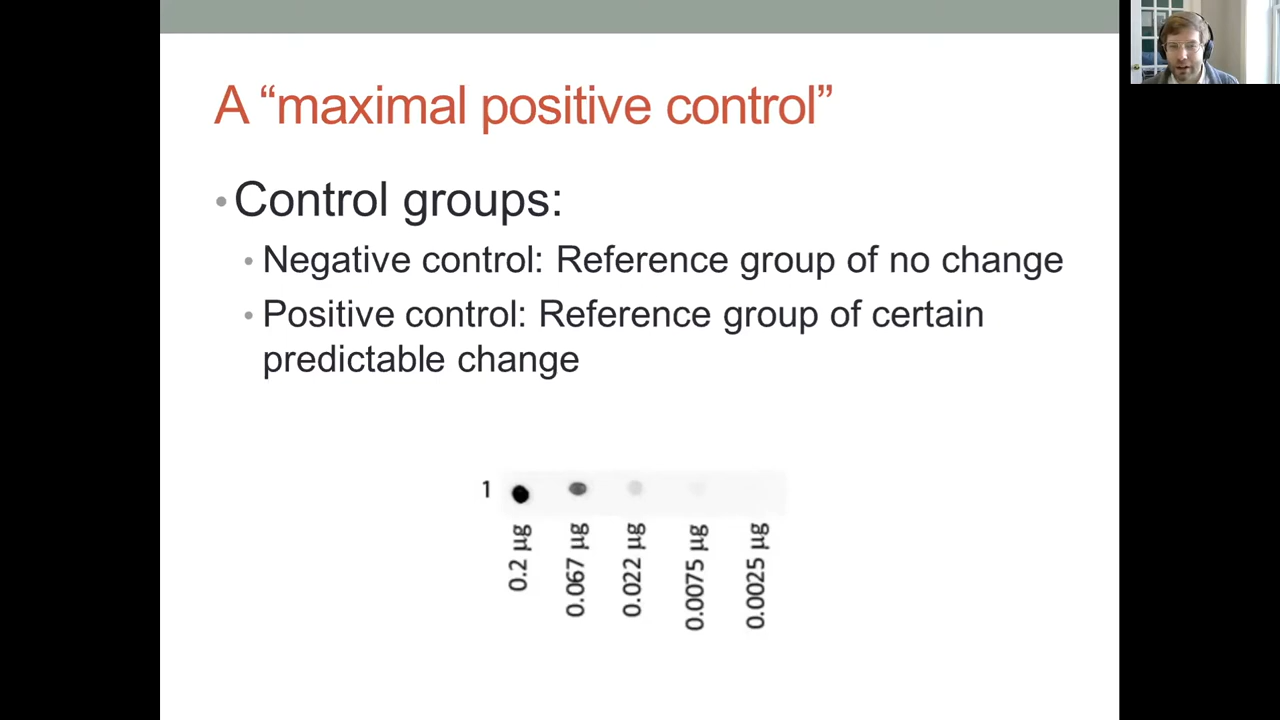 A “maximal positive control”
• Control groups:
• Negative control: Reference group of no change
• Positive control: Reference group of certain
predictable change
1
0.2 µg
0.067 µg
0.022 µg
0.0075 µg
0.0025 µg